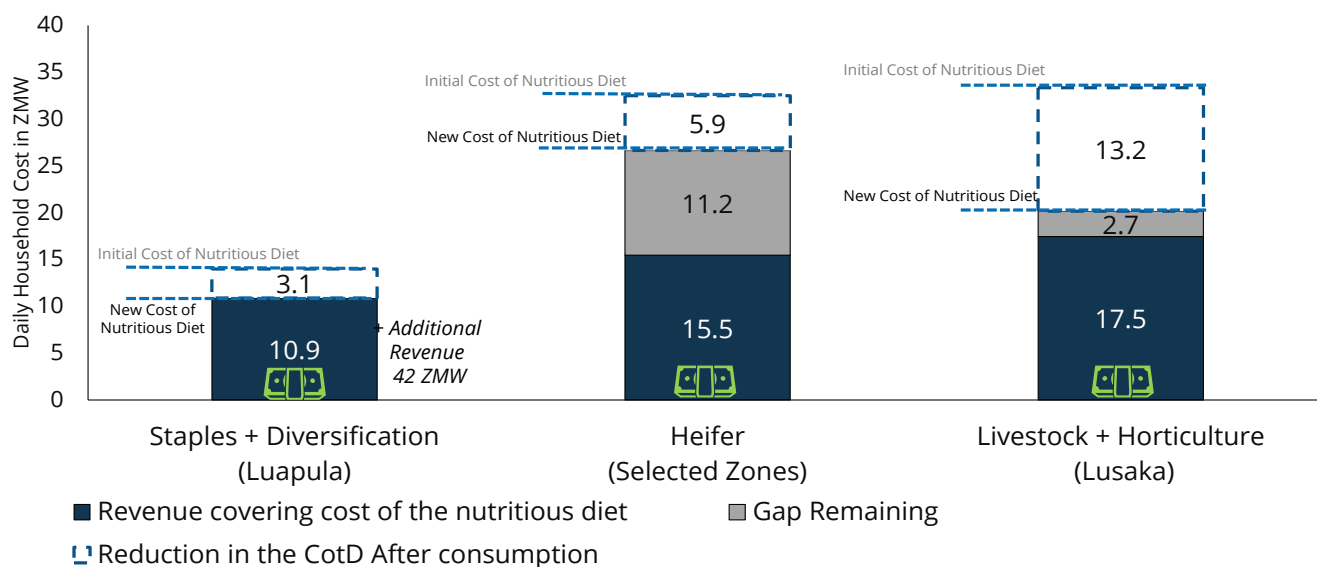 Daily Household Cost in ZMW
40
35
30
25
20
15
10
5
0
Initial Cost of Nutritious Diet
3.1
New Cost of
Nutritious Diet
10.9
+ Additional
Revenue
42 ZMW
Initial Cost of Nutritious Diet
5.9
New Cost of Nutritious Diet
11.2
15.5
Initial Cost of Nutritious Diet
13.2
New Cost of Nutritious Diet
2.7
17.5
Staples + Diversification
(Luapula)
Heifer
(Selected Zones)
Livestock + Horticulture
(Lusaka)
Revenue covering cost of the nutritious diet
Gap Remaining
Reduction in the CotD After consumption